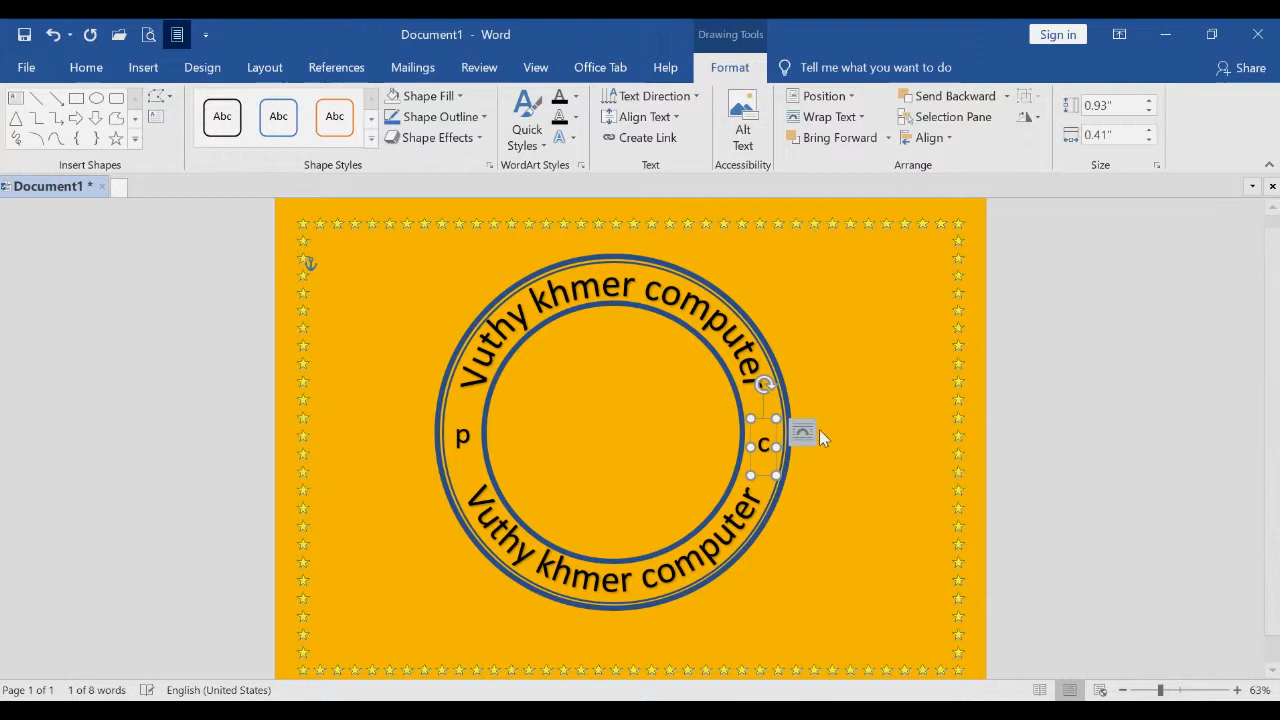 Document1 - Word
Drawing Tools
Sign in
File Home Insert Design Layout References Mailings Review View Office Tab Help Format Tell me what you want to do Share
Abc Abc Abc
Shape Fill
Shape Outline
Shape Effects
Quick Styles
Text Direction
Align Text
Create Link
Alt Text
Position
Wrap Text
Bring Forward
Send Backward
Selection Pane
Align
0.93"
0.41"
Insert Shapes Shape Styles WordArt Styles Text Accessibility Arrange Size
Document1 *
Vuthy khmer computer
p
c
Vuthy khmer computer
Page 1 of 1 1 of 8 words English (United States) 63%